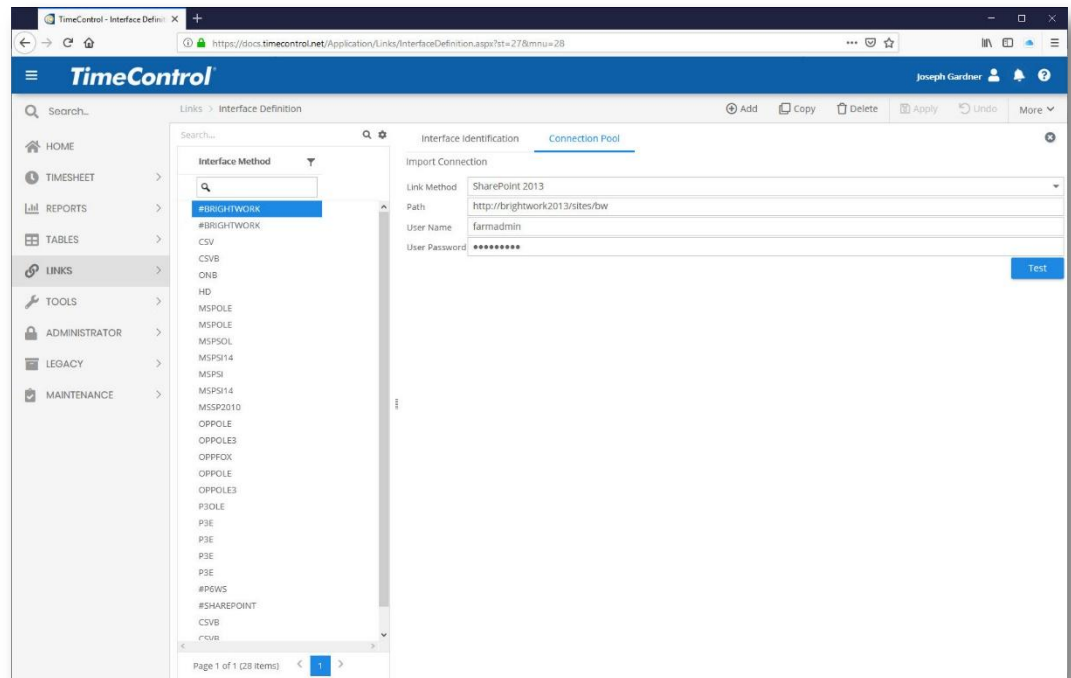 TimeControl - Interface Definit
https://docs.timecontrol.net/Application/Links/InterfaceDefinition.aspx?st=27&mnu=28
TimeControl
Joseph Gardner
Search...
Links > Interface Definition
Add
Copy
Delete
Apply
Undo
More
HOME
TIMESHEET
REPORTS
TABLES
LINKS
TOOLS
ADMINISTRATOR
LEGACY
MAINTENANCE
Search...
Interface Method
#BRIGHTWORK
#BRIGHTWORK
CSV
CSVB
ONB
HD
MSPOLE
MSPOLE
MSPSOL
MSPSI14
MSPSI
MSPSI14
MSSP2010
OPPOLE
OPPOLE3
OPPFOX
OPPOLE
OPPOLE3
P3OLE
P3E
P3E
P3E
P3E
#P6WS
#SHAREPOINT
CSVB
CSVB
Page 1 of 1 (28 items) < 1 >
Interface Identification
Connection Pool
Import Connection
Link Method SharePoint 2013
Path http://brightwork2013/sites/bw
User Name farmadmin
User Password •••••••••
Test